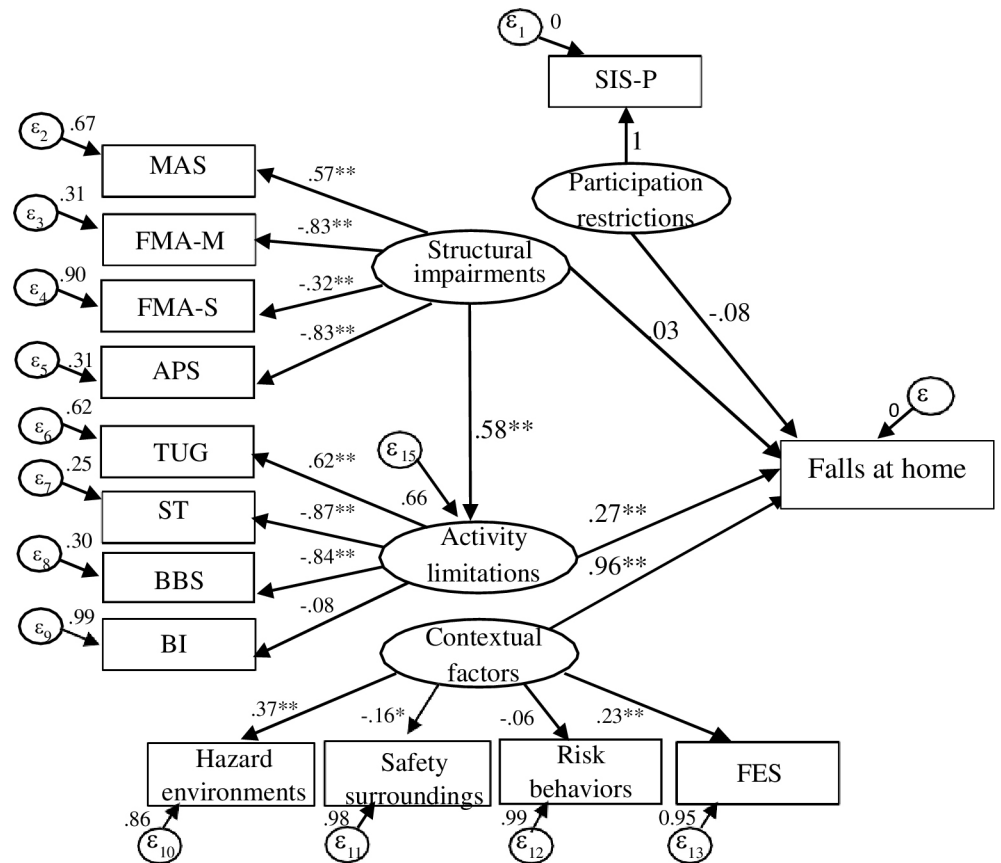 ε1
0
SIS-P
1
Participation
restrictions
ε2
.67
MAS
.57**
ε3
.31
FMA-M
-.83**
Structural
impairments
ε4
.90
FMA-S
-.32**
.03
-.08
ε5
.31
APS
-.83**
.58**
ε
0
Falls at home
ε6
.62
TUG
.62**
ε15
.66
ε7
.25
ST
-.87**
Activity
limitations
.27**
ε8
.30
BBS
-.84**
.96**
ε9
.99
BI
-.08
Contextual
factors
.37**
-.16*
-.06
.23**
Hazard
environments
Safety
surroundings
Risk
behaviors
FES
.86
ε10
.98
ε11
.99
ε12
0.95
ε13